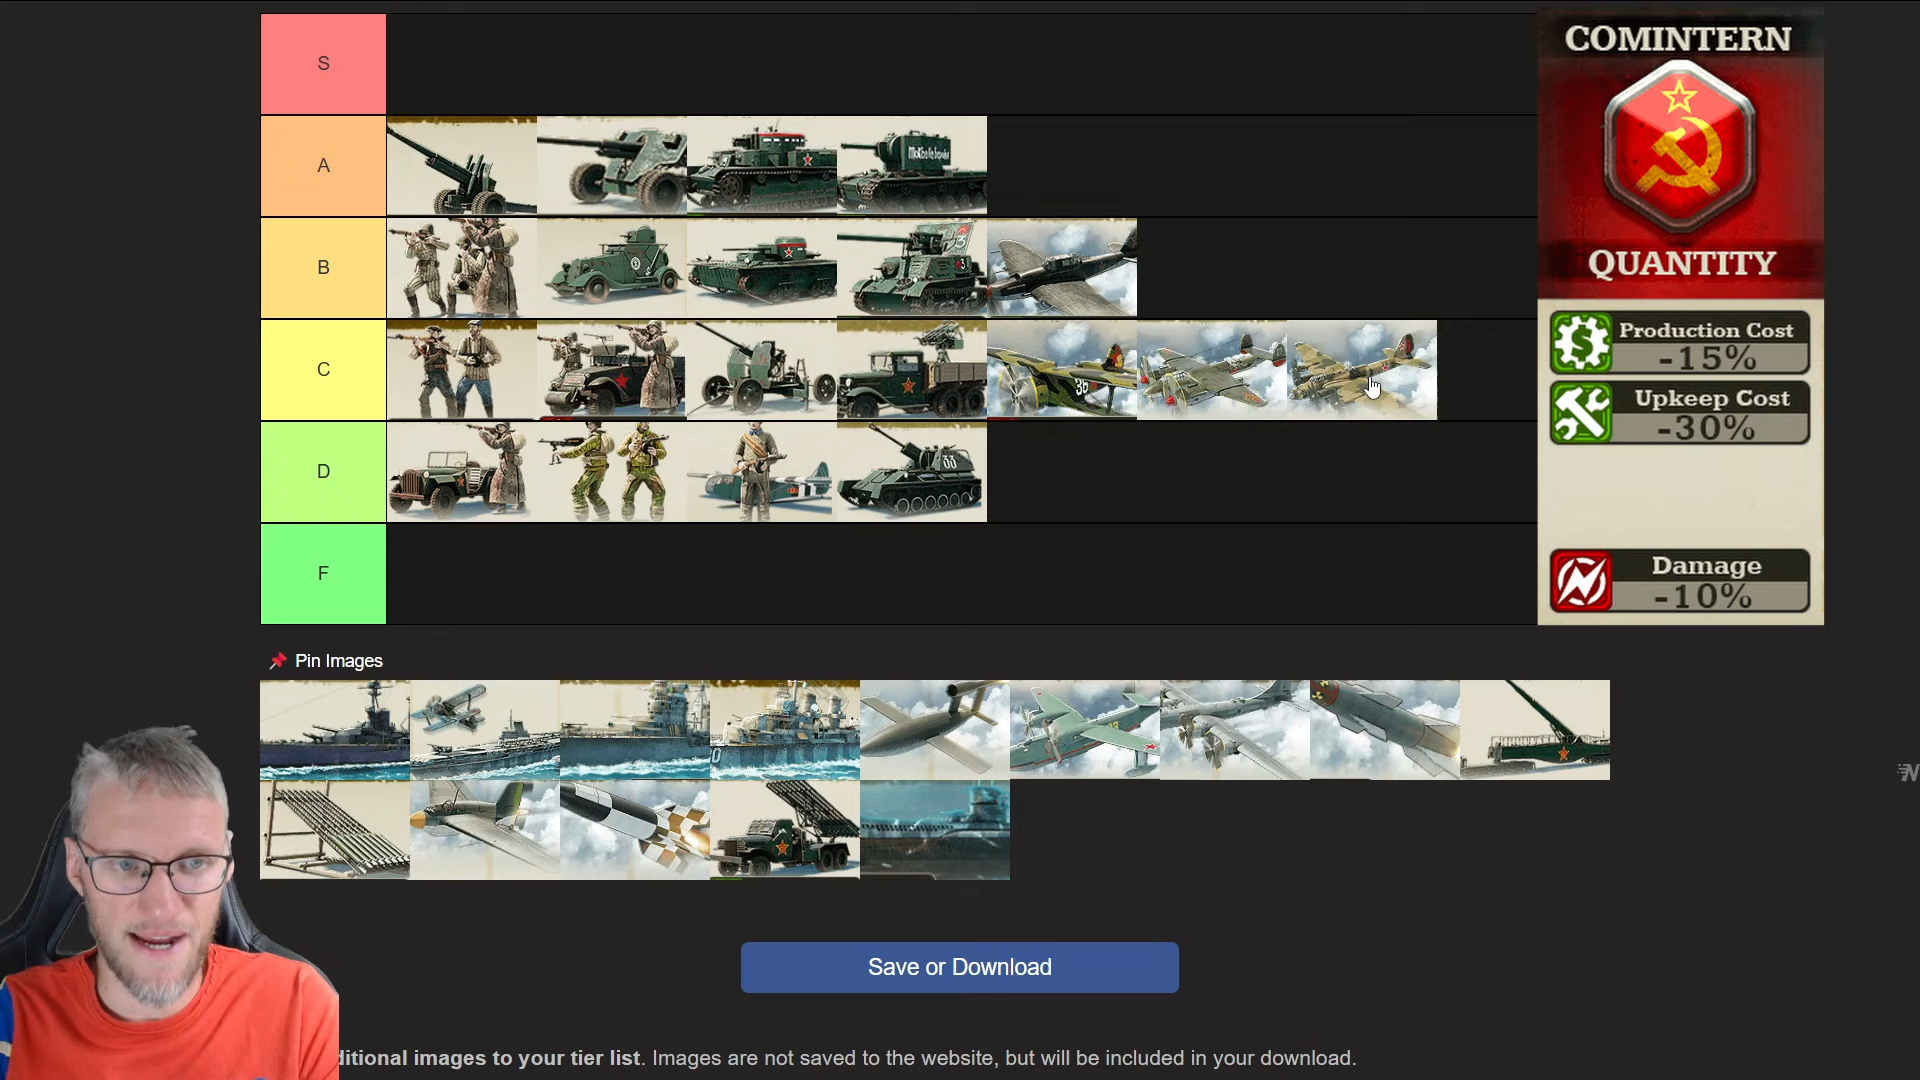 S
COMINTERN
A
QUANTITY
B
Production Cost
-15%
C
Upkeep Cost
-30%
D
F
Damage
-10%
Pin Images
Save or Download
ditional images to your tier list. Images are not saved to the website, but will be included in your download.